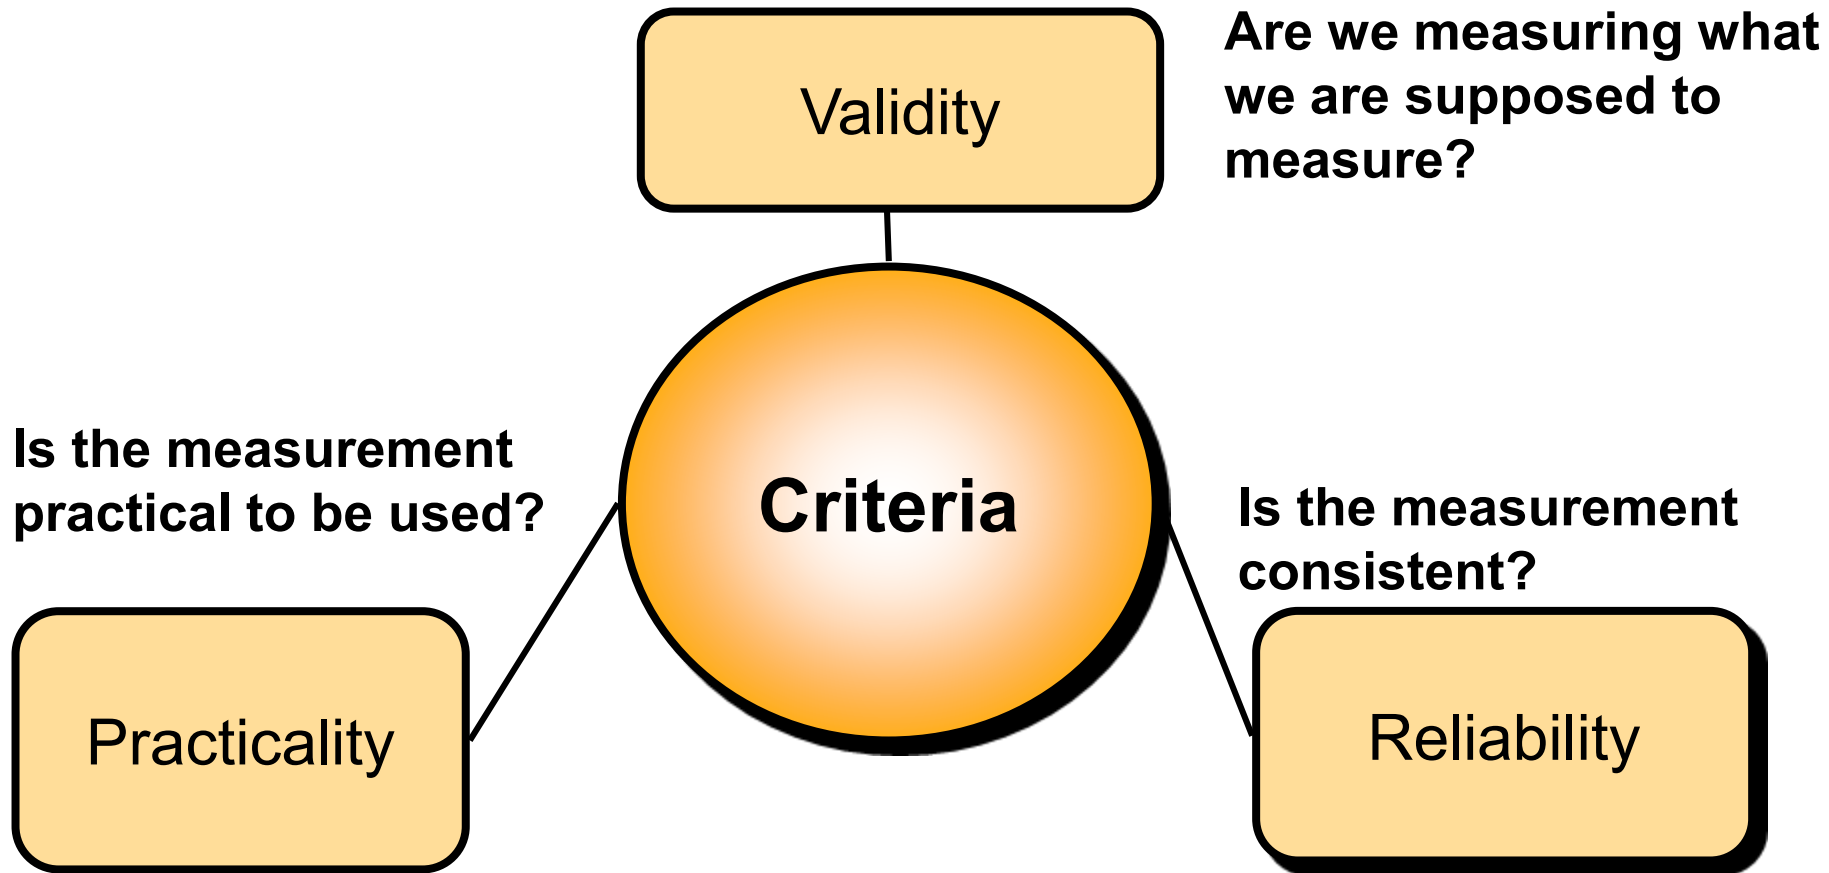 Validity
Are we measuring what
we are supposed to
measure?
Criteria
Is the measurement
practical to be used?
Practicality
Is the measurement
consistent?
Reliability